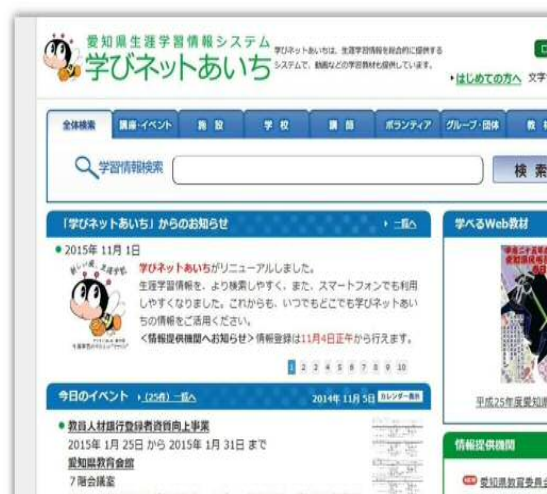 愛知県生涯学習情報システム
学びネットあいち
学びネットあいちは、生涯学習情報を総合的に提供する
システムで、動画などの学習教材も提供しています。
はじめての方へ 文字
全体検索 講座・イベント 施設 学校 講師 ボランティア グループ・団体 教
学習情報検索 検索
「学びネットあいち」からのお知らせ 一覧へ
学べるWeb教材
2015年 11月 1日
学びネットあいちがリニューアルしました。
生涯学習情報を、より検索しやすく、また、スマートフォンでも利用
しやすくなりました。これからも、いつでもどこでも学びネットあい
ちの情報をご活用ください。
<情報提供機関へお知らせ>情報登録は11月4日正午から行えます。
1 2 3 4 5 6 7 8 9 10
今日のイベント (25件) 一覧へ 2014年 11月 5日 カレンダー表示
平成25年度愛知県
教員人材銀行登録者資質向上事業
2015年 1月 25日 から 2015年 1月 31日 まで
愛知県教育会館
7階会議室
情報提供機関
NEW 愛知県教育委員会